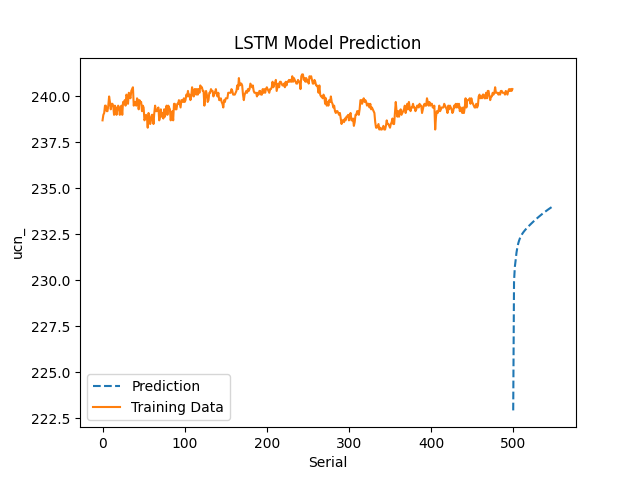 LSTM Model Prediction
ucn_
240.0
237.5
235.0
232.5
230.0
227.5
225.0
222.5
Prediction
Training Data
0 100 200 300 400 500
Serial